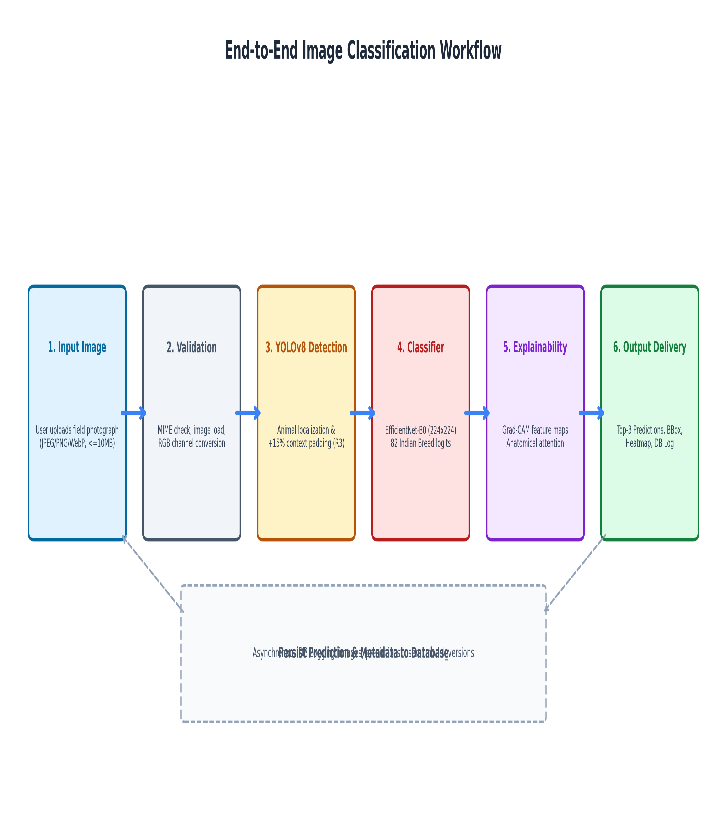 End-to-End Image Classification Workflow
1. Input Image
User uploads field photograph
(JPEG/PNG/WebP, <=10MB)
2. Validation
MIME check, image load,
RGB channel conversion
3. YOLOv8 Detection
Animal localization &
+15% context padding (R3)
4. Classifier
EfficientNet-B0 (224x224)
82 Indian Breed logits
5. Explainability
Grad-CAM feature maps
Anatomical attention
6. Output Delivery
Top-3 Predictions, BBox,
Heatmap, DB Log
Persist Prediction & Metadata to Database